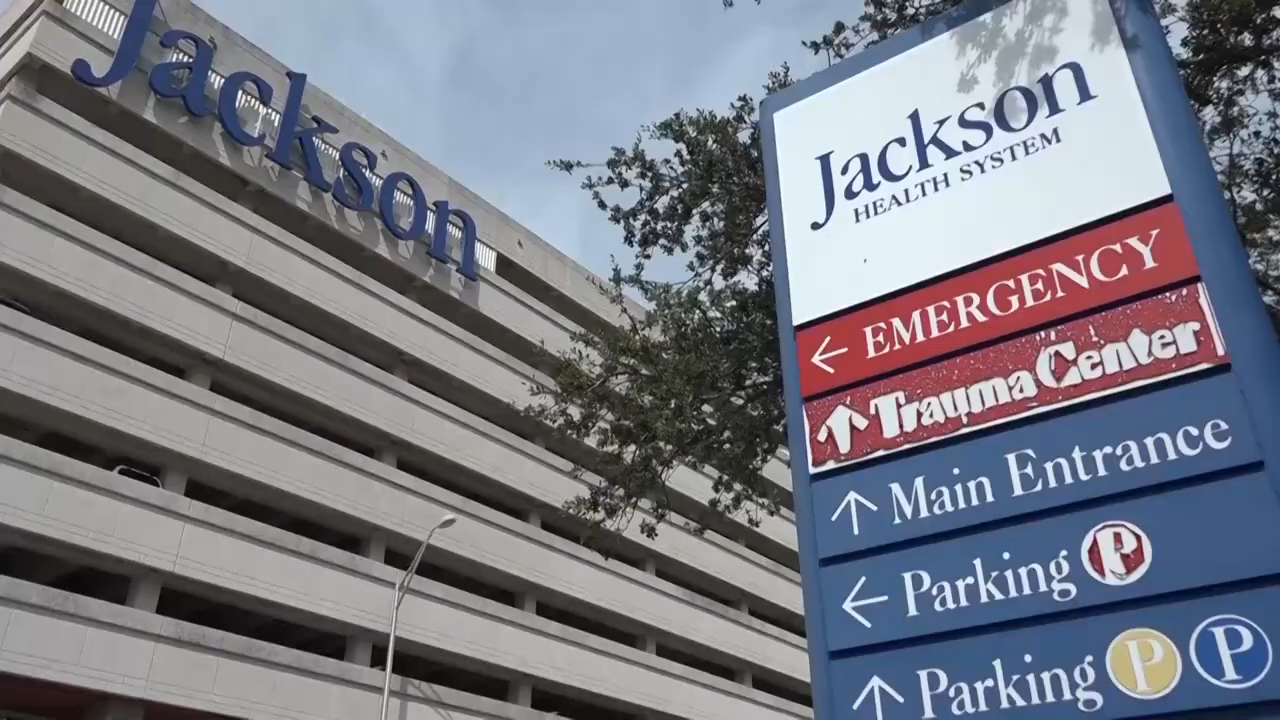 Jackson
Jackson
HEALTH SYSTEM
← EMERGENCY
↑ Trauma Center
↑ Main Entrance
← Parking P
↑ Parking P P